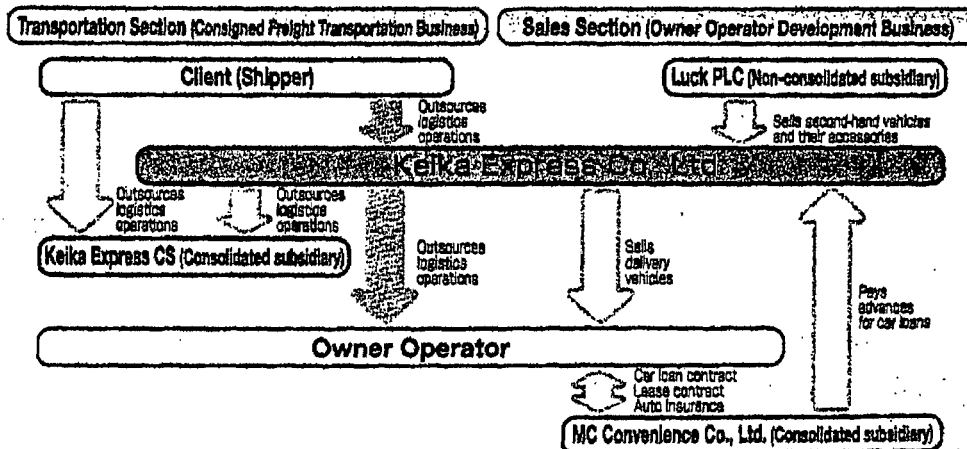 Transportation Section (Consigned Freight Transportation Business)
Sales Section (Owner Operator Development Business)
Client (Shipper)
Luck PLC (Non-consolidated subsidiary)
Outsources
logistics
operations
Sells second-hand vehicles
and their accessories
Keika Express Co., Ltd.
Outsources
logistics
operations
Outsources
logistics
operations
Keika Express CS (Consolidated subsidiary)
Outsources
logistics
operations
Sells
delivery
vehicles
Pays
advances
for car loans
Owner Operator
Car loan contract
Lease contract
Auto Insurance
MC Convenience Co., Ltd. (Consolidated subsidiary)